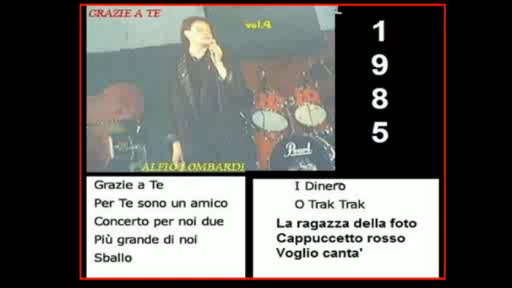 GRAZIE A TE
vol.4
1
9
8
5
Pearl
ALFIO LOMBARDI
Grazie a Te
Per Te sono un amico
Concerto per noi due
Più grande di noi
Sballo
I Dinero
O Trak Trak
La ragazza della foto
Cappuccetto rosso
Voglio canta'